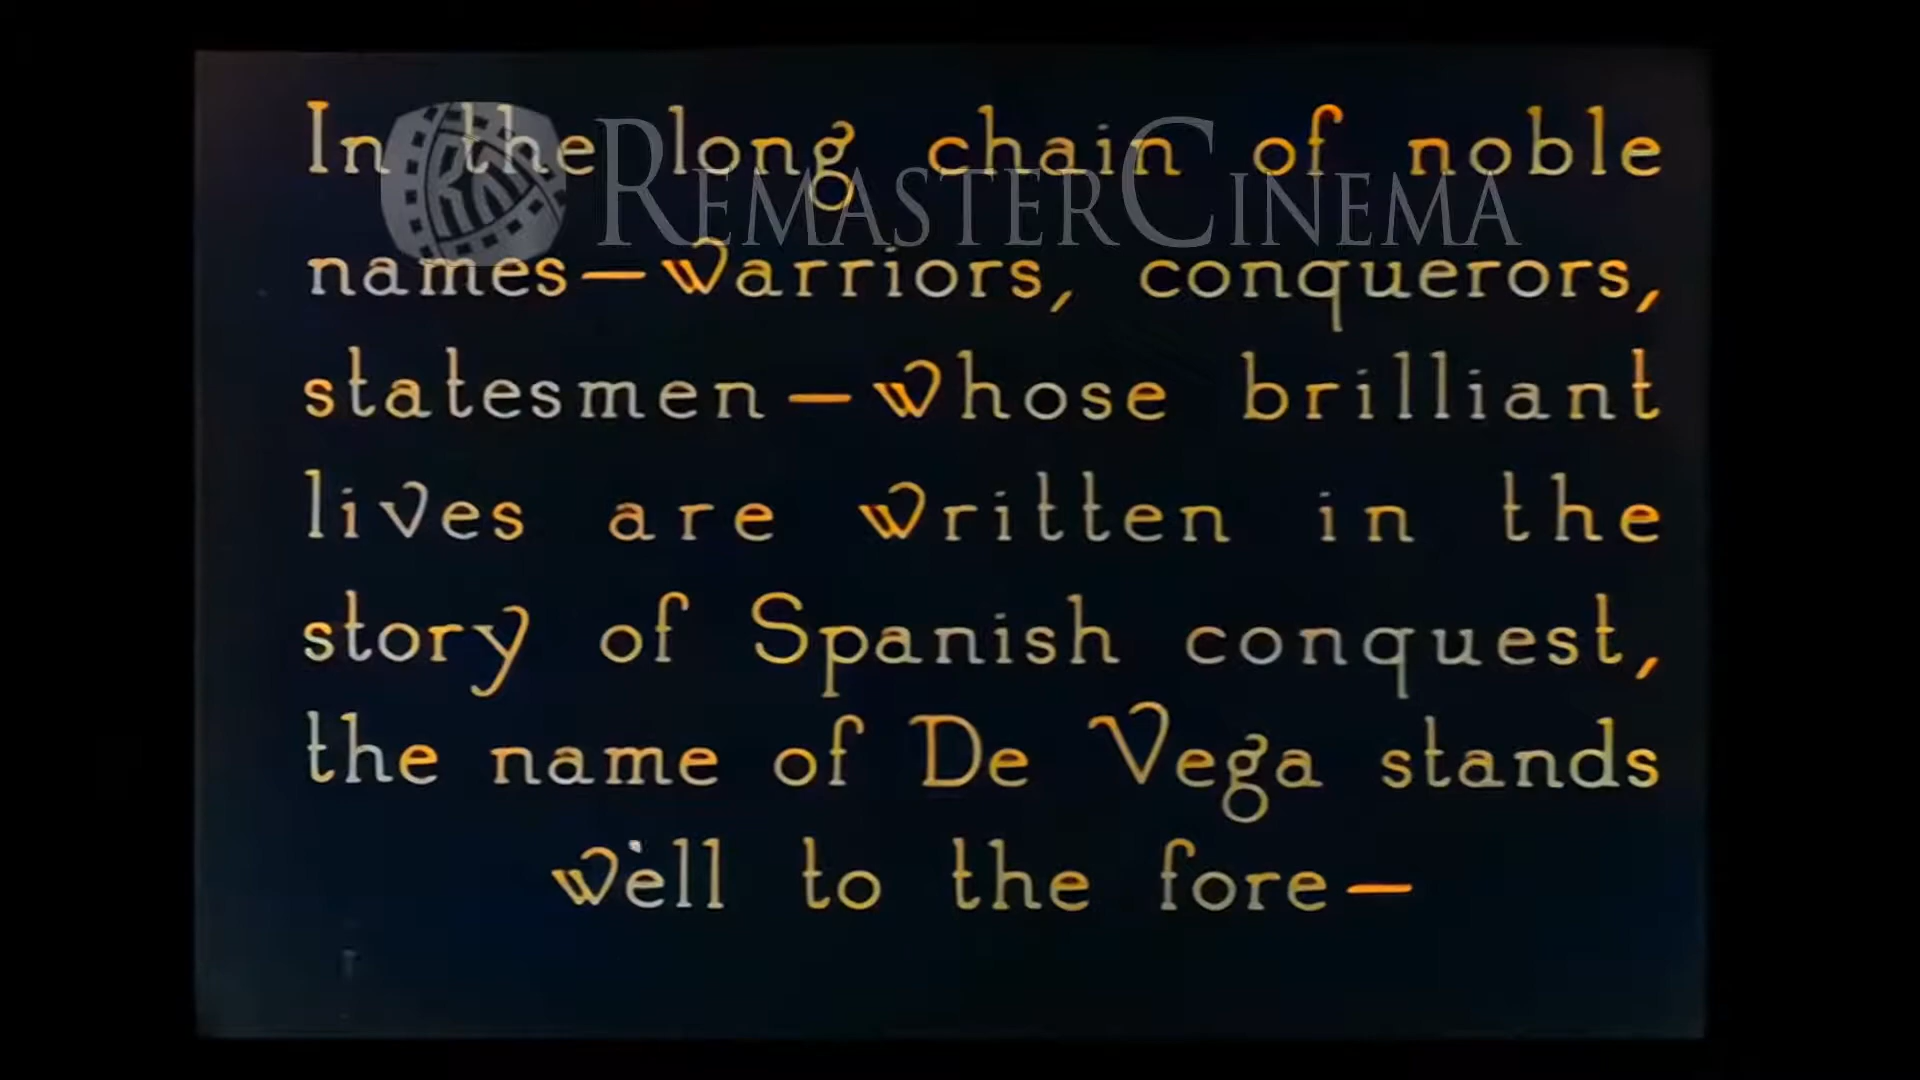 In the long chain of noble
REMASTERCINEMA
names—warriors, conquerors,
statesmen—whose brilliant
lives are written in the
story of Spanish conquest,
the name of De Vega stands
well to the fore—